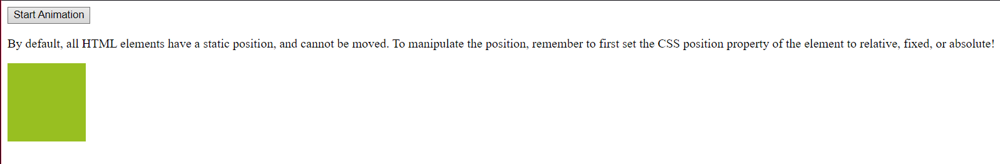 Start Animation
By default, all HTML elements have a static position, and cannot be moved. To manipulate the position, remember to first set the CSS position property of the element to relative, fixed, or absolute!